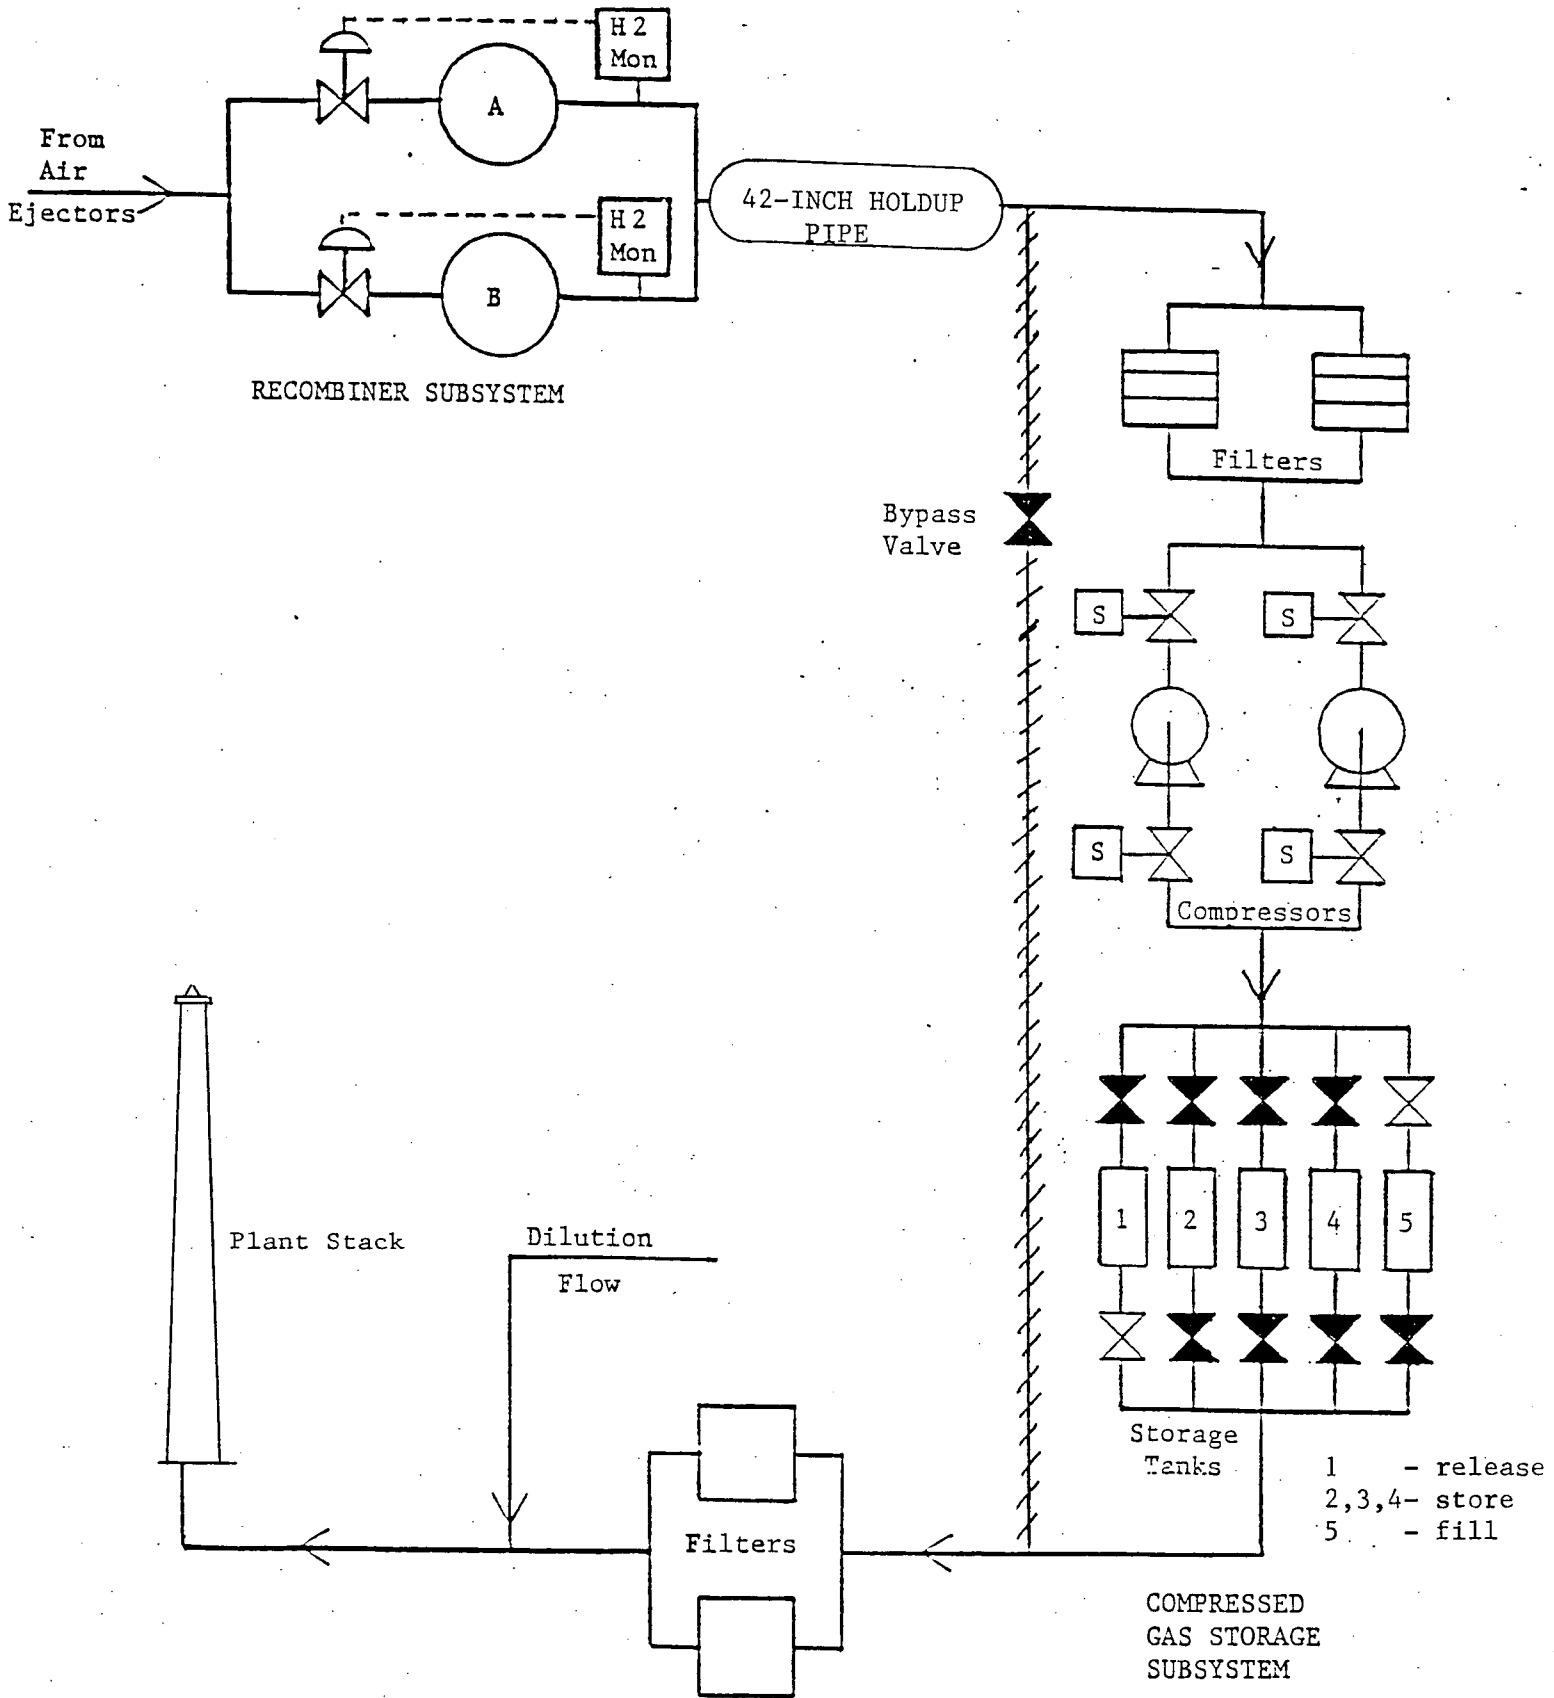 H2
Mon
A
From
Air
Ejectors
42-INCH HOLDUP
PIPE
H2
Mon
B
RECOMBINER SUBSYSTEM
Filters
Bypass
Valve
S
S
S
S
Compressors
1
2
3
4
5
Plant Stack
Dilution
Flow
Storage
Tanks
1 - release
2,3,4- store
5 - fill
Filters
COMPRESSED
GAS STORAGE
SUBSYSTEM